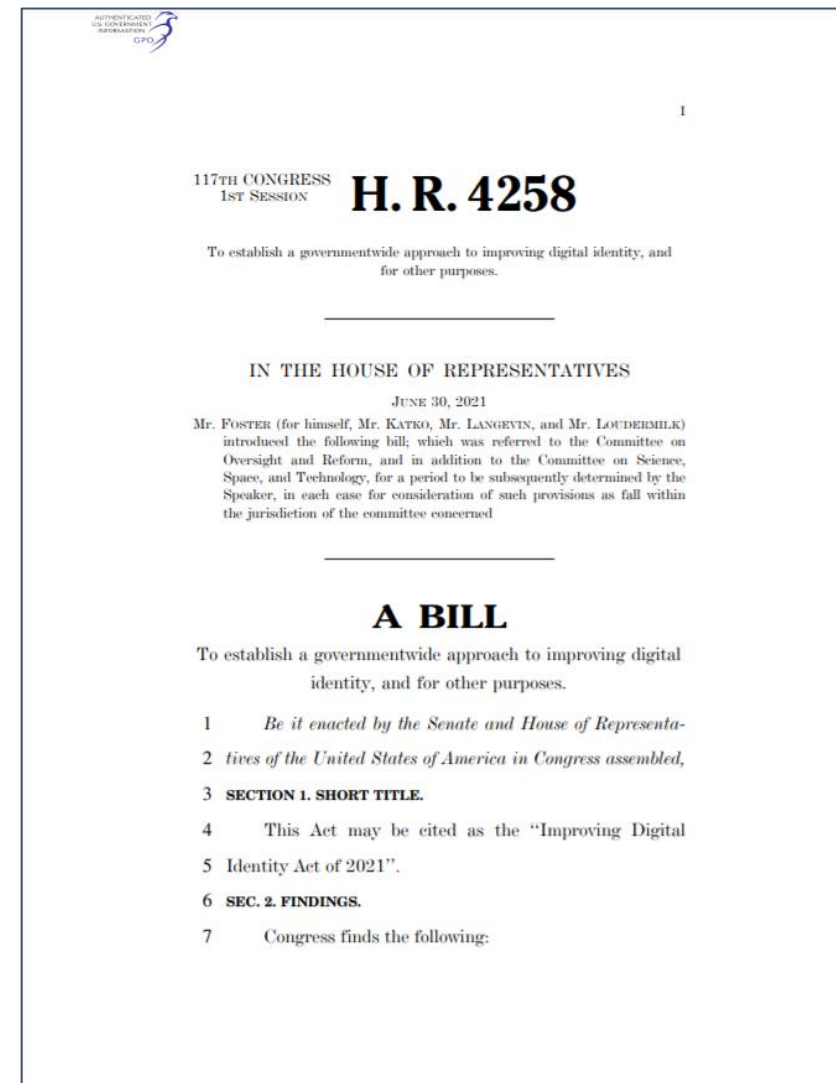 AUTHENTICATED
U.S. GOVERNMENT
INFORMATION
GPO
I
117TH CONGRESS
1ST SESSION
H. R. 4258
To establish a governmentwide approach to improving digital identity, and
for other purposes.
IN THE HOUSE OF REPRESENTATIVES
JUNE 30, 2021
Mr. FOSTER (for himself, Mr. KATKO, Mr. LANGEVIN, and Mr. LOUDERMILK)
introduced the following bill; which was referred to the Committee on
Oversight and Reform, and in addition to the Committee on Science,
Space, and Technology, for a period to be subsequently determined by the
Speaker, in each case for consideration of such provisions as fall within
the jurisdiction of the committee concerned
A BILL
To establish a governmentwide approach to improving digital
identity, and for other purposes.
1 Be it enacted by the Senate and House of Representa-
2 tives of the United States of America in Congress assembled,
3 SECTION 1. SHORT TITLE.
4 This Act may be cited as the ‘‘Improving Digital
5 Identity Act of 2021’’.
6 SEC. 2. FINDINGS.
7 Congress finds the following: